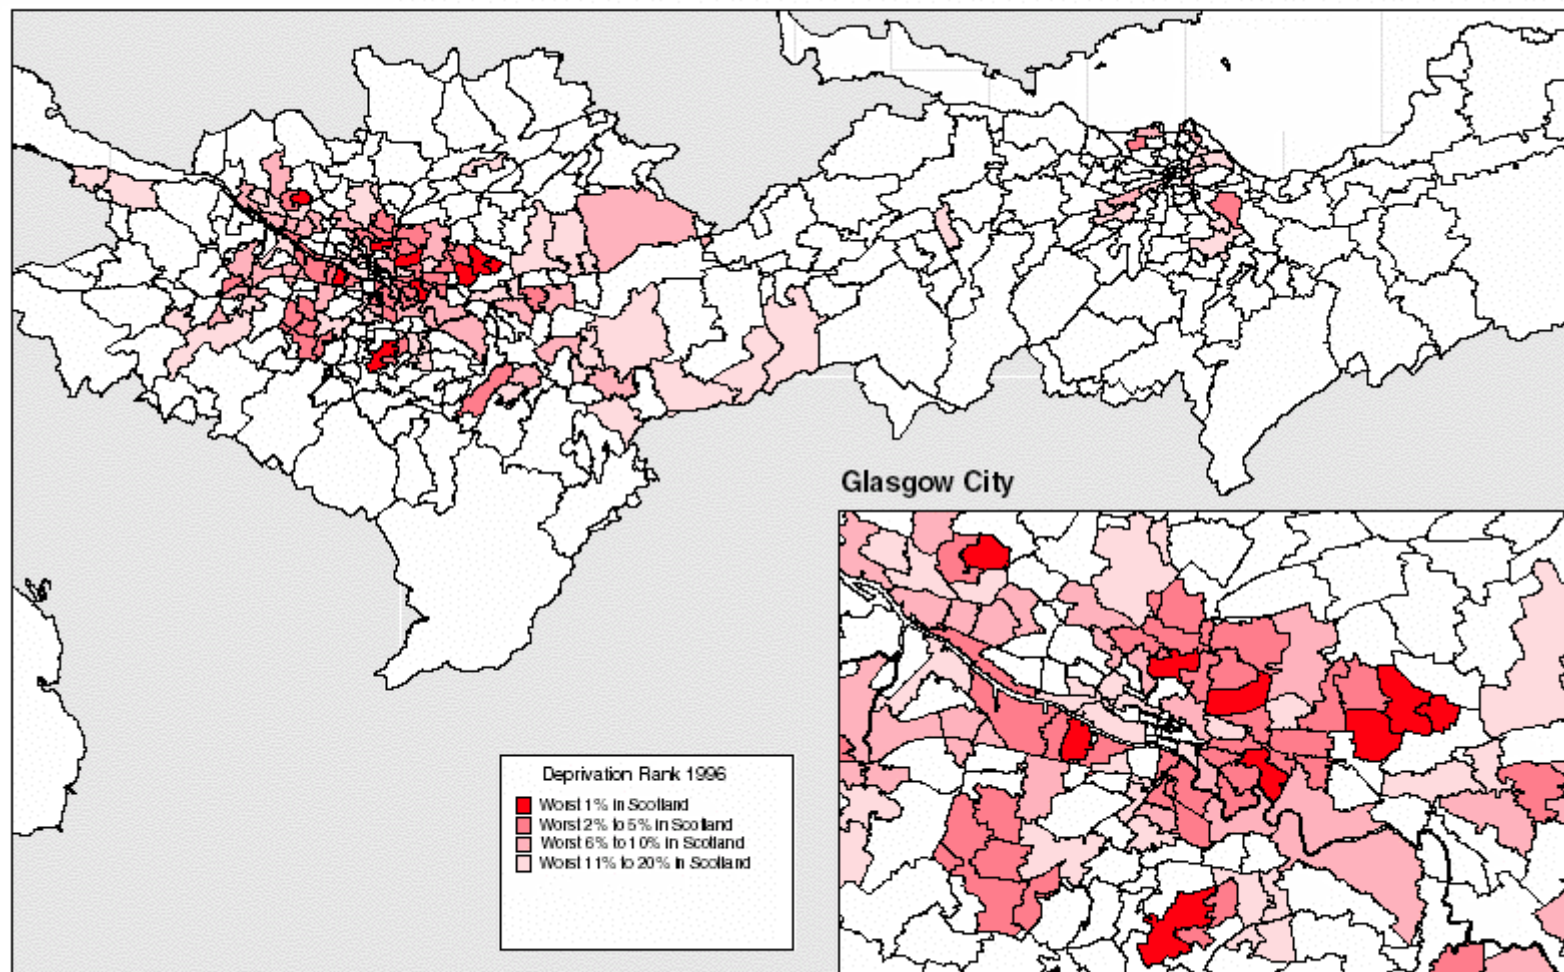 Glasgow City
Deprivation Rank 1996
Worst 1% in Scotland
Worst 2% to 5% in Scotland
Worst 6% to 10% in Scotland
Worst 11% to 20% in Scotland